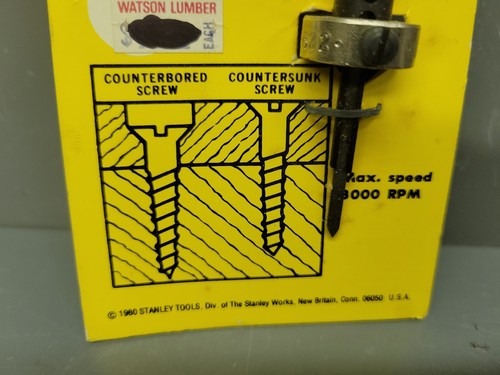 WATSON LUMBER
EACH
COUNTERBORED
SCREW
COUNTERSUNK
SCREW
Max. speed
3000 RPM
© 1980 STANLEY TOOLS, Div. of The Stanley Works, New Britain, Conn. 06050 U.S.A.